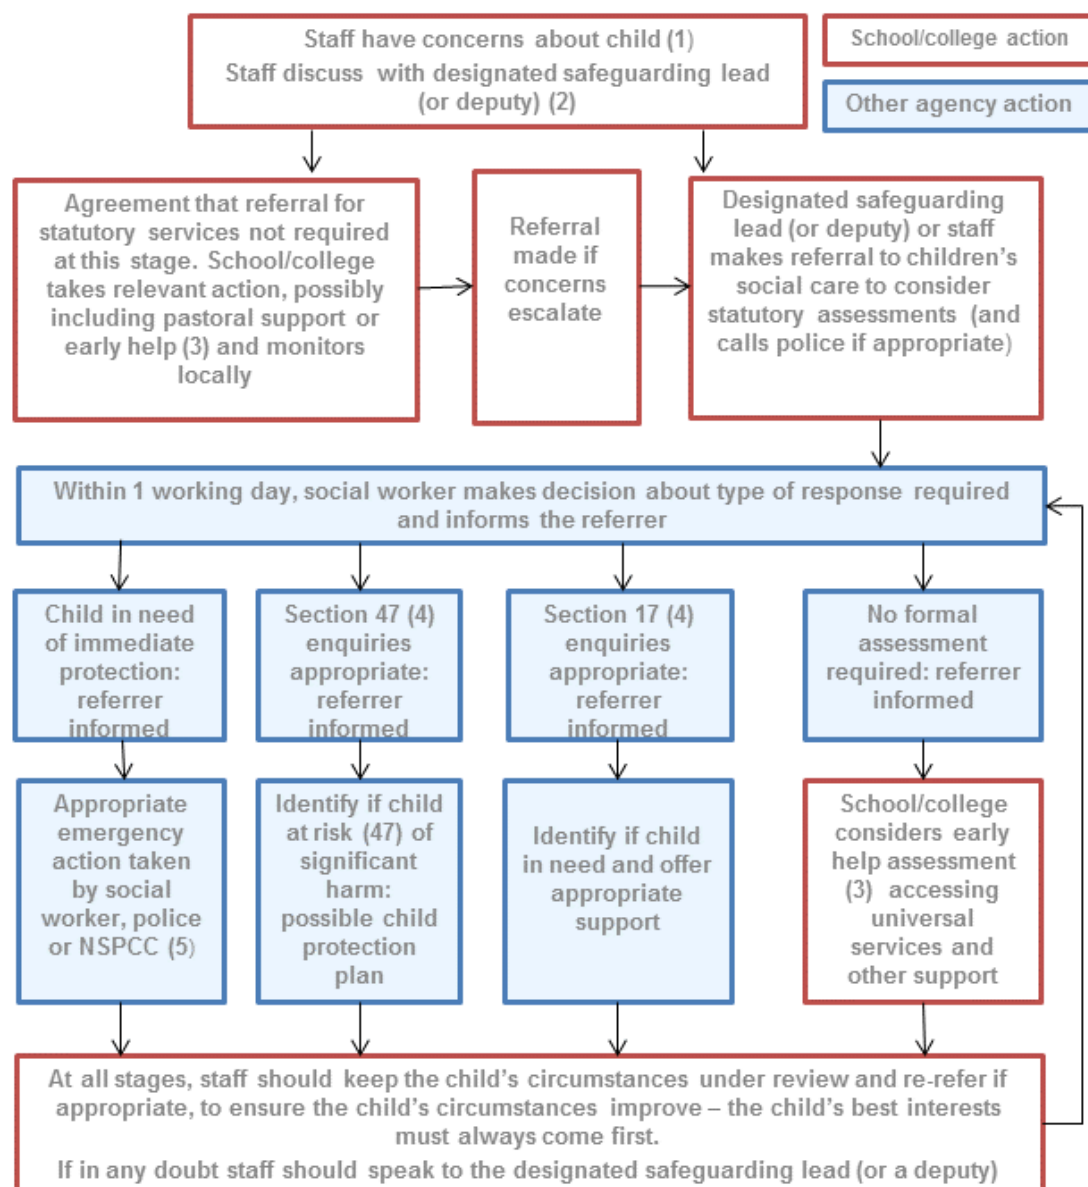 Staff have concerns about child (1)
Staff discuss with designated safeguarding lead
(or deputy) (2)
School/college action
Other agency action
Agreement that referral for
statutory services not required
at this stage. School/college
takes relevant action, possibly
including pastoral support or
early help (3) and monitors
locally
Referral
made if
concerns
escalate
Designated safeguarding
lead (or deputy) or staff
makes referral to children's
social care to consider
statutory assessments (and
calls police if appropriate)
Within 1 working day, social worker makes decision about type of response required
and informs the referrer
Child in need
of immediate
protection:
referrer
informed
Section 47 (4)
enquiries
appropriate:
referrer
informed
Section 17 (4)
enquiries
appropriate:
referrer
informed
No formal
assessment
required: referrer
informed
Appropriate
emergency
action taken
by social
worker, police
or NSPCC (5)
Identify if child
at risk (47) of
significant
harm:
possible child
protection
plan
Identify if child
in need and offer
appropriate
support
School/college
considers early
help assessment
(3) accessing
universal
services and
other support
At all stages, staff should keep the child's circumstances under review and re-refer if
appropriate, to ensure the child's circumstances improve – the child's best interests
must always come first.
If in any doubt staff should speak to the designated safeguarding lead (or a deputy)